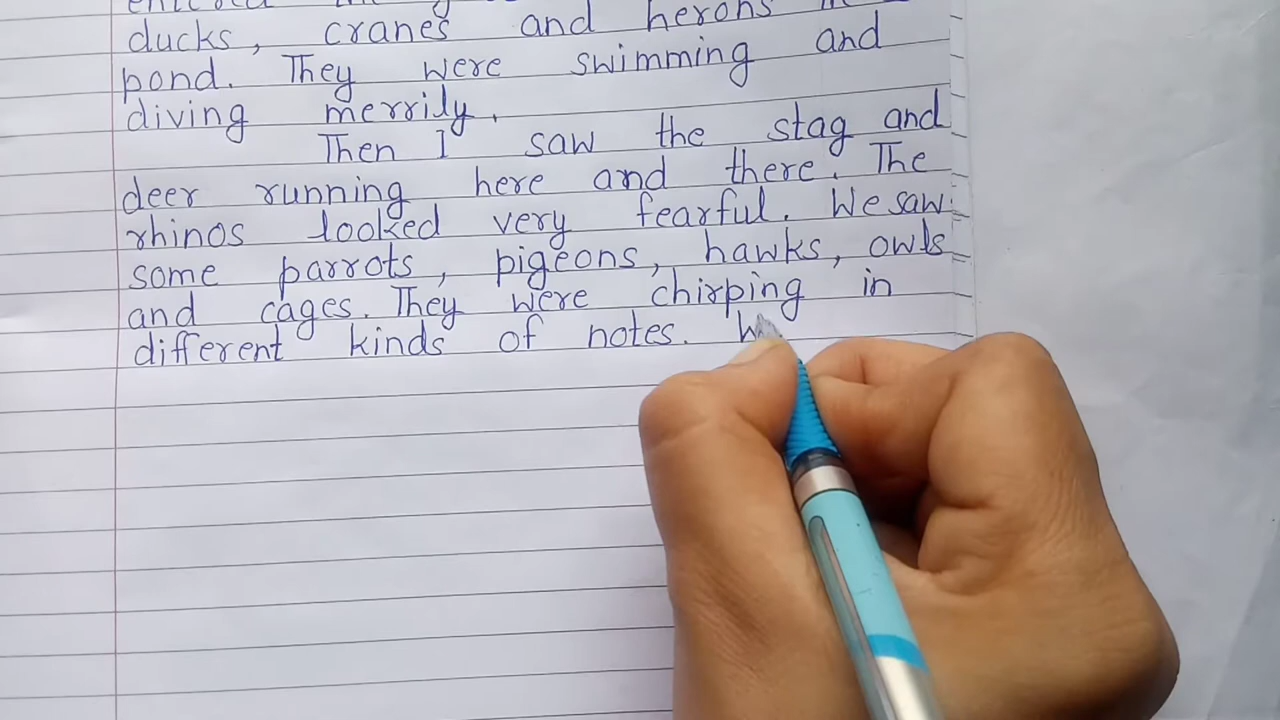 ducks, cranes and herons
pond. They were swimming and
diving merrily.
Then I saw the stag and
deer running here and there. The
rhinos looked very fearful. We saw
some parrots, pigeons, hawks, owls
and cages. They were chirping in
different kinds of notes. W